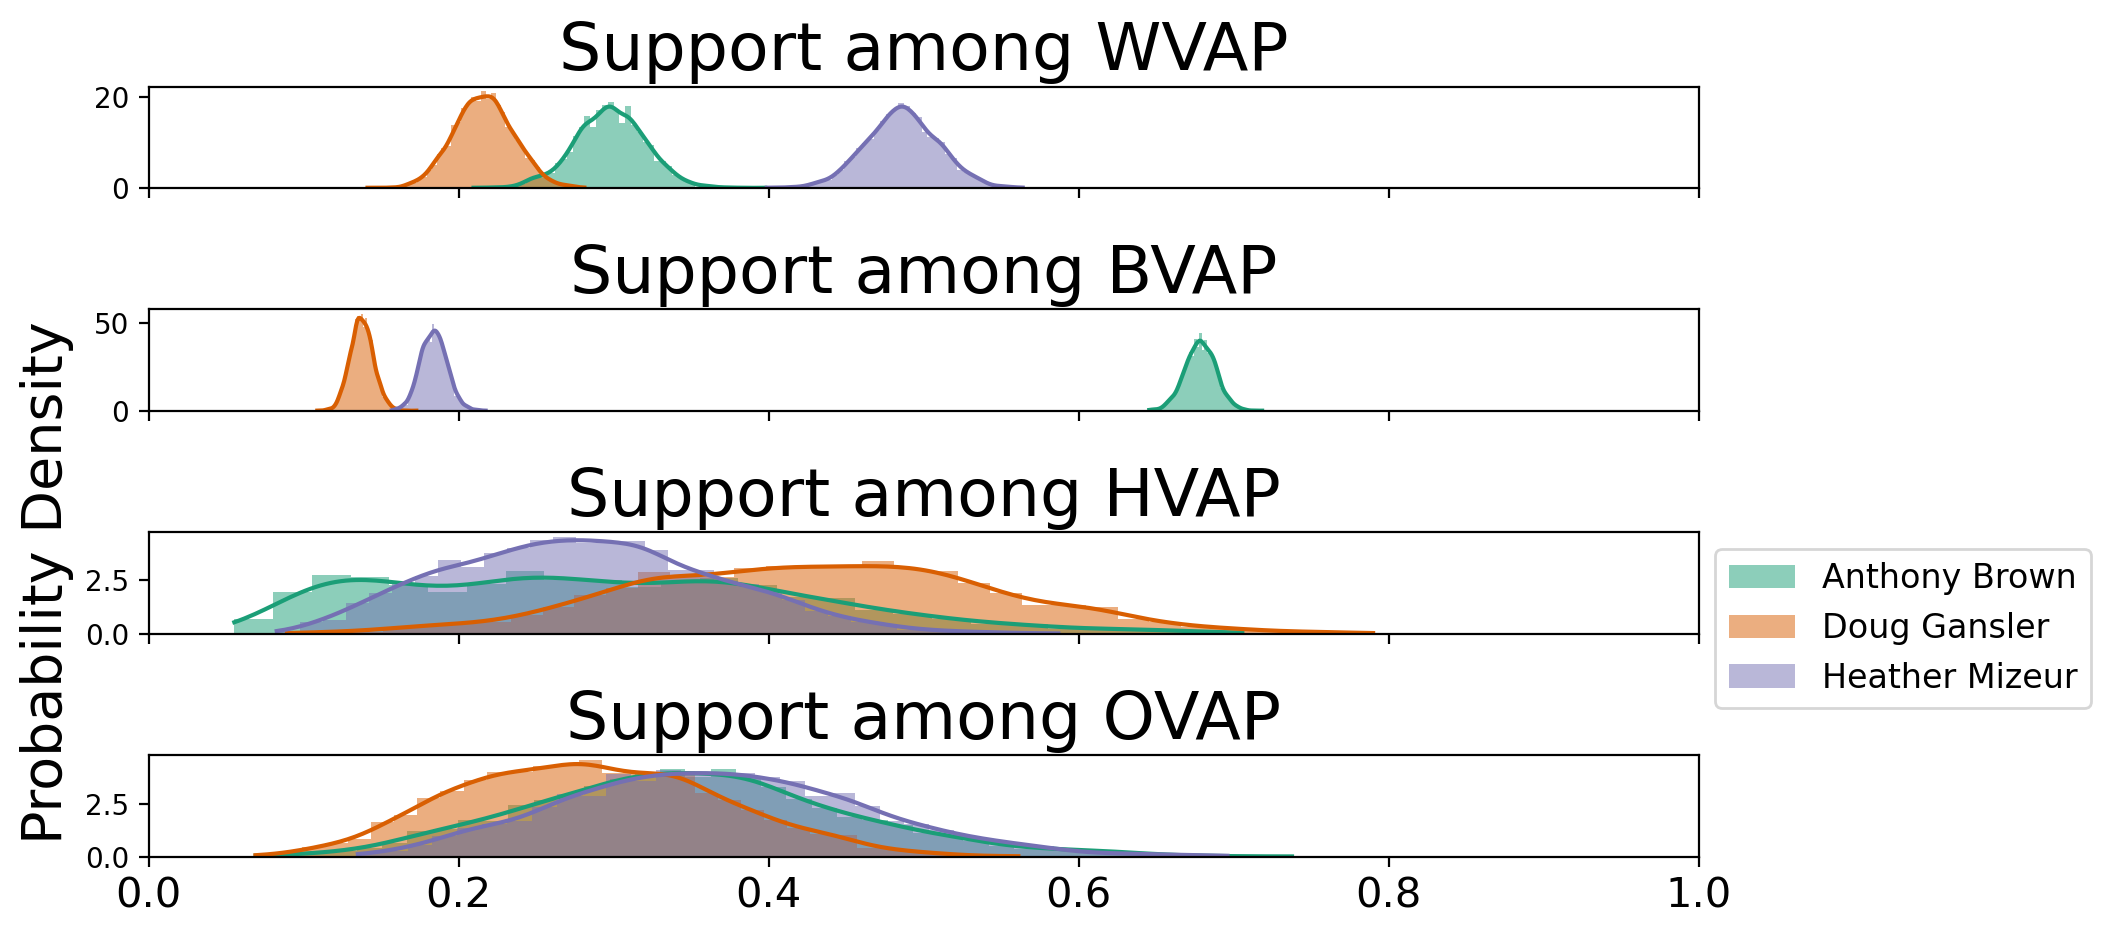 Support among WVAP
20
0
Support among BVAP
50
0
Probability Density
Support among HVAP
2.5
0.0
Anthony Brown
Doug Gansler
Heather Mizeur
Support among OVAP
2.5
0.0
0.0 0.2 0.4 0.6 0.8 1.0